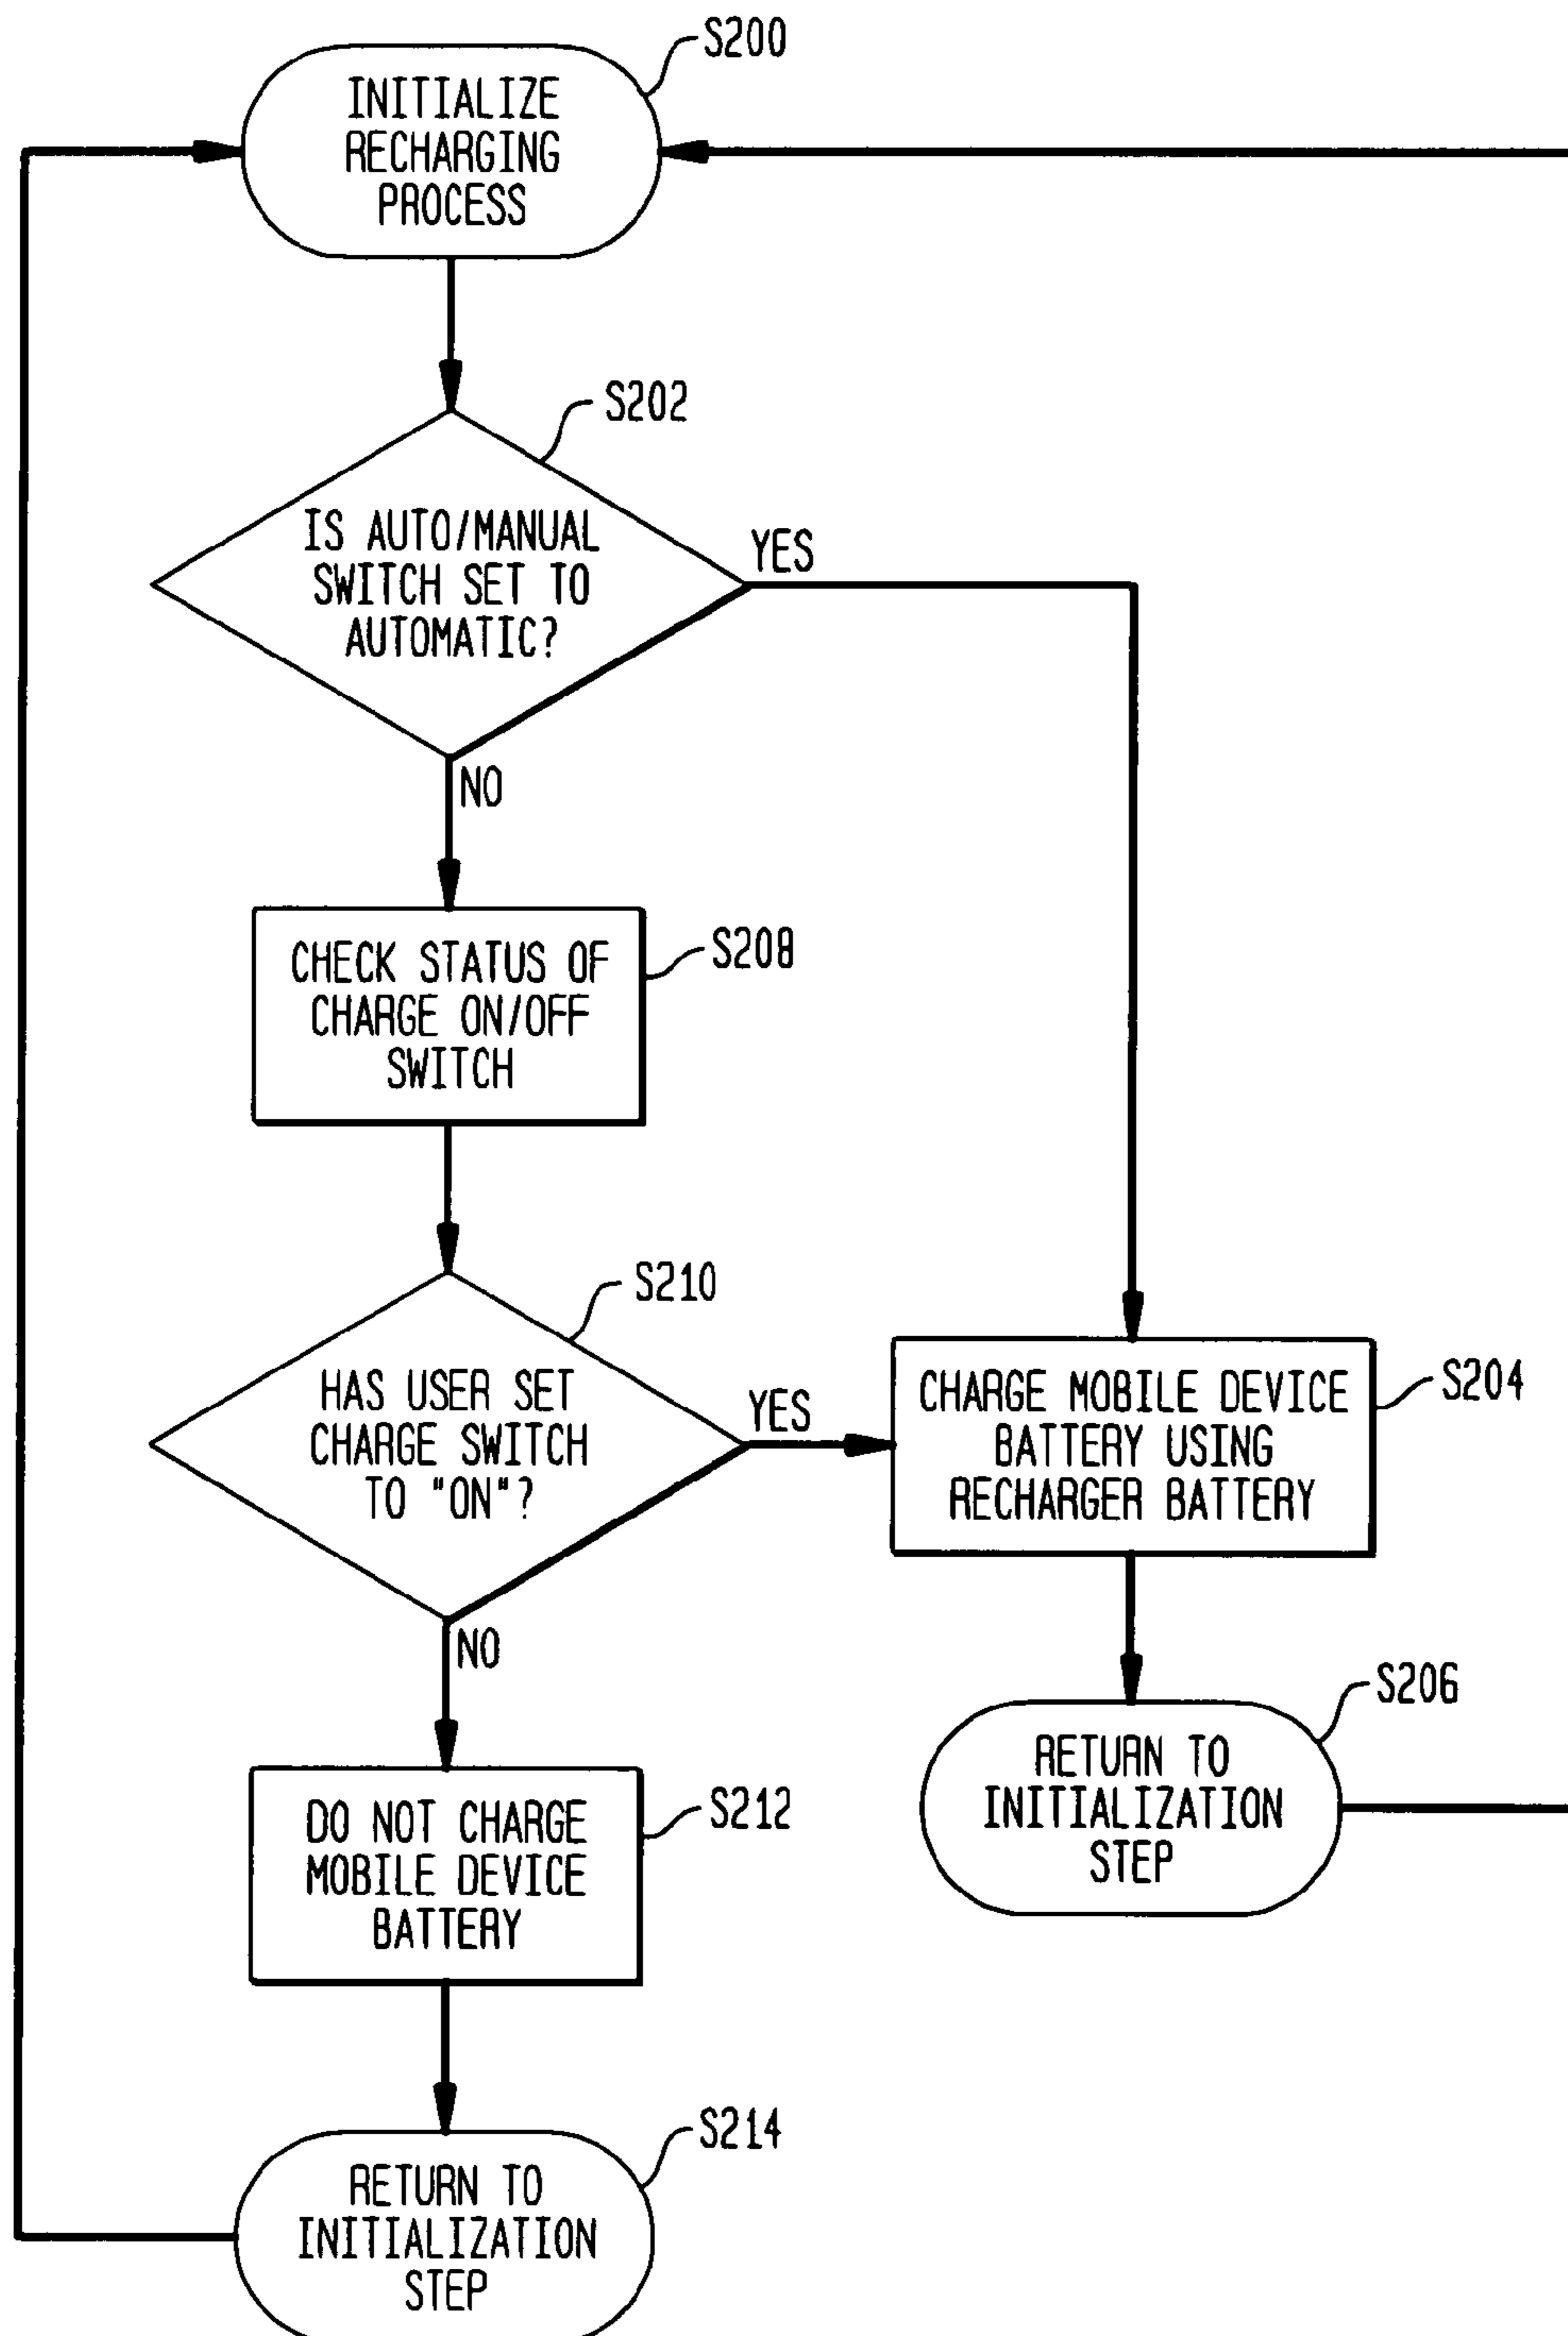 S200
INITIALIZE
RECHARGING
PROCESS
S202
IS AUTO/MANUAL
SWITCH SET TO
AUTOMATIC?
YES
NO
S208
CHECK STATUS OF
CHARGE ON/OFF
SWITCH
S210
HAS USER SET
CHARGE SWITCH
TO "ON"?
YES
NO
S204
CHARGE MOBILE DEVICE
BATTERY USING
RECHARGER BATTERY
S206
RETURN TO
INITIALIZATION
STEP
S212
DO NOT CHARGE
MOBILE DEVICE
BATTERY
S214
RETURN TO
INITIALIZATION
STEP